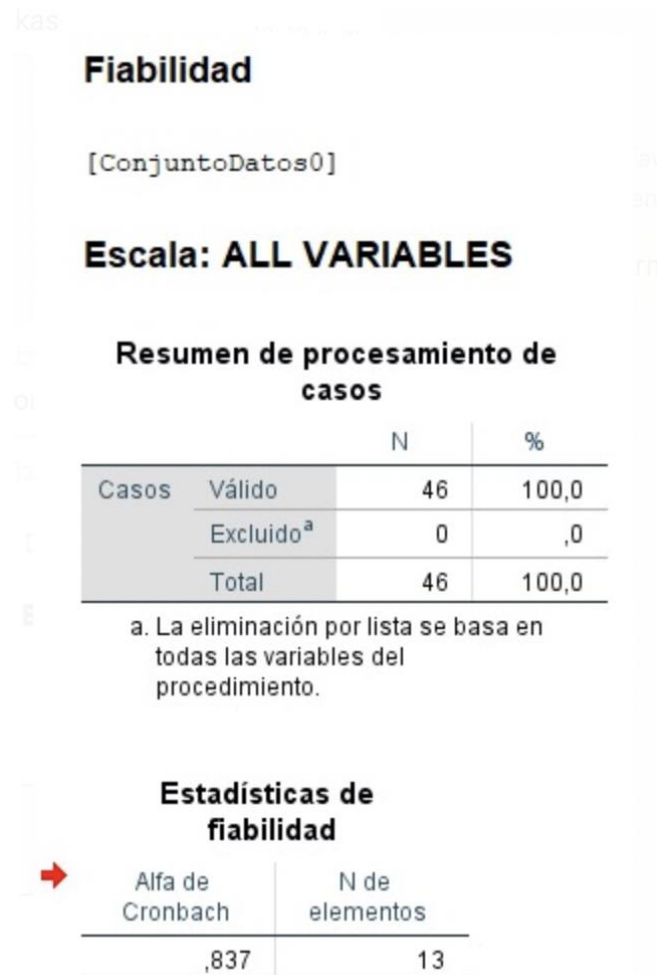 Fiabilidad
[ConjuntoDatos0]
Escala: ALL VARIABLES
Resumen de procesamiento de
casos
N %
Casos Válido 46 100,0
Excluidoª 0 ,0
Total 46 100,0
a. La eliminación por lista se basa en
todas las variables del
procedimiento.
Estadísticas de
fiabilidad
Alfa de N de
Cronbach elementos
,837 13